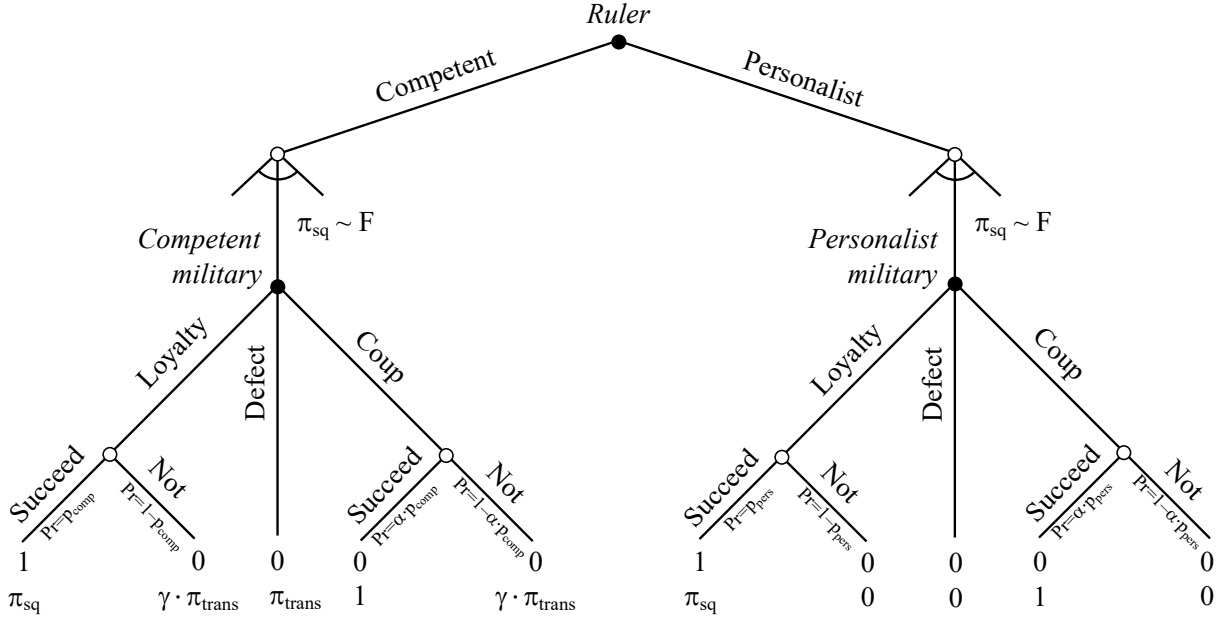 Ruler
Competent
Personalist
π_sq ~ F
π_sq ~ F
Competent
military
Personalist
military
Loyalty
Defect
Coup
Loyalty
Defect
Coup
Succeed
Pr=p_comp
Not
Pr=1−p_comp
Succeed
Pr=α·p_comp
Not
Pr=1−α·p_comp
Succeed
Pr=p_pers
Not
Pr=1−p_pers
Succeed
Pr=α·p_pers
Not
Pr=1−α·p_pers
1 0 0 0 0 1 0 0 0 0
π_sq γ · π_trans π_trans 1 γ · π_trans π_sq 0 0 1 0